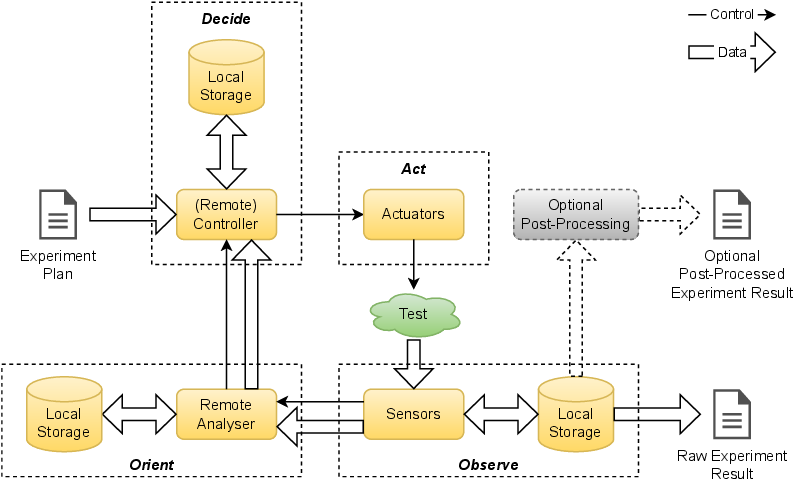 Decide
Control
Data
Local
Storage
Act
(Remote)
Controller
Actuators
Optional
Post-Processing
Experiment
Plan
Optional
Post-Processed
Experiment Result
Test
Local
Storage
Remote
Analyser
Sensors
Local
Storage
Orient
Observe
Raw Experiment
Result